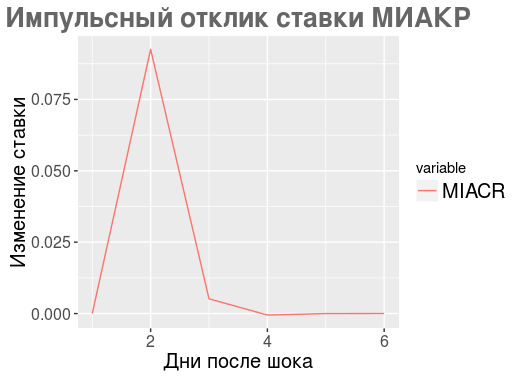 Импульсный отклик ставки МИАКР
Изменение ставки
0.075
0.050
0.025
0.000
2 4 6
Дни после шока
variable
MIACR